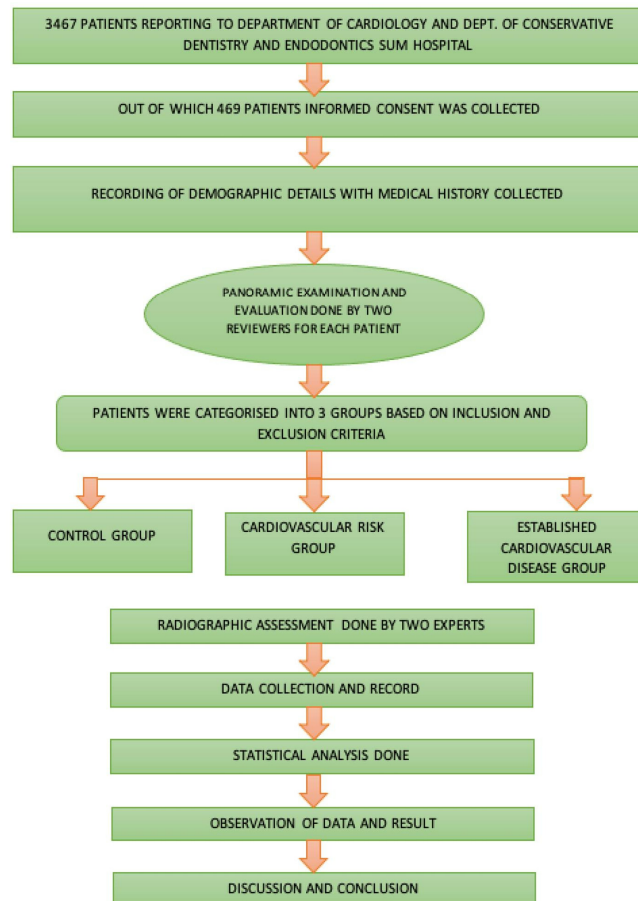 3467 PATIENTS REPORTING TO DEPARTMENT OF CARDIOLOGY AND DEPT. OF CONSERVATIVE
DENTISTRY AND ENDODONTICS SUM HOSPITAL
OUT OF WHICH 469 PATIENTS INFORMED CONSENT WAS COLLECTED
RECORDING OF DEMOGRAPHIC DETAILS WITH MEDICAL HISTORY COLLECTED
PANORAMIC EXAMINATION AND
EVALUATION DONE BY TWO
REVIEWERS FOR EACH PATIENT
PATIENTS WERE CATEGORISED INTO 3 GROUPS BASED ON INCLUSION AND
EXCLUSION CRITERIA
CONTROL GROUP
CARDIOVASCULAR RISK
GROUP
ESTABLISHED
CARDIOVASCULAR
DISEASE GROUP
RADIOGRAPHIC ASSESSMENT DONE BY TWO EXPERTS
DATA COLLECTION AND RECORD
STATISTICAL ANALYSIS DONE
OBSERVATION OF DATA AND RESULT
DISCUSSION AND CONCLUSION